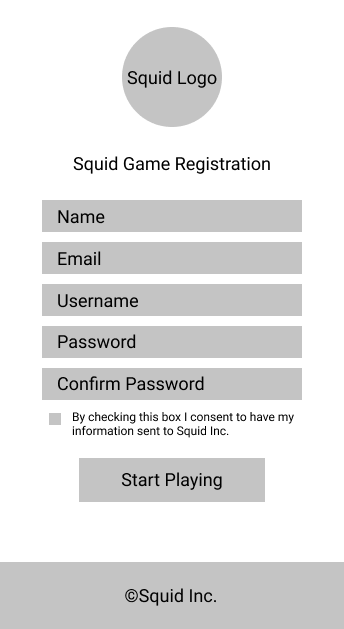 Squid Logo
Squid Game Registration
Name
Email
Username
Password
Confirm Password
By checking this box I consent to have my
information sent to Squid Inc.
Start Playing
©Squid Inc.